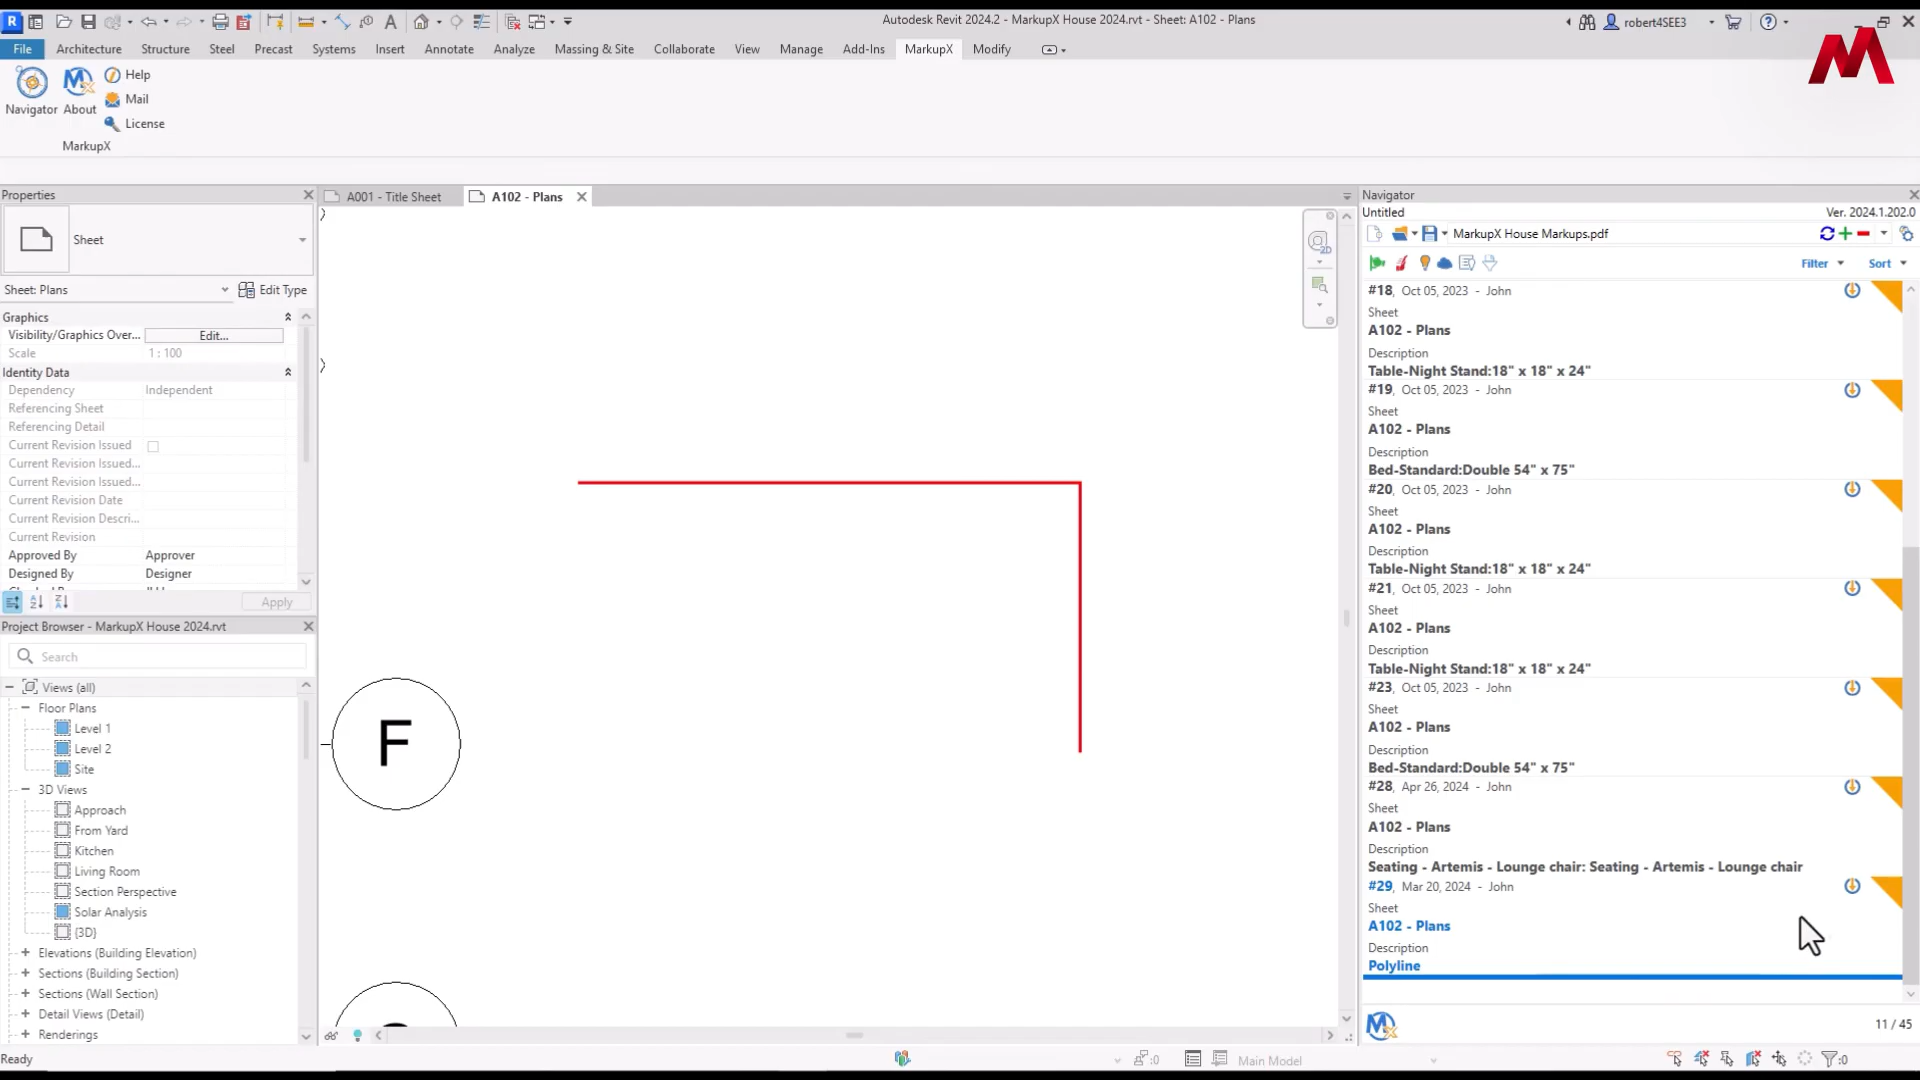 Autodesk Revit 2024.2 - MarkupX House 2024.rvt - Sheet: A102 - Plans
robert4SEE3
File Architecture Structure Steel Precast Systems Insert Annotate Analyze Massing & Site Collaborate View Manage Add-Ins MarkupX Modify
Navigator
About
Help
Mail
License
MarkupX
Properties
Sheet
Sheet: Plans
Edit Type
Graphics
Visibility/Graphics Over... Edit...
Scale 1 : 100
Identity Data
Dependency Independent
Referencing Sheet
Referencing Detail
Current Revision Issued
Current Revision Issued...
Current Revision Issued...
Current Revision Date
Current Revision Descri...
Current Revision
Approved By Approver
Designed By Designer
Apply
Project Browser - MarkupX House 2024.rvt
Search
Views (all)
Floor Plans
Level 1
Level 2
Site
3D Views
Approach
From Yard
Kitchen
Living Room
Section Perspective
Solar Analysis
{3D}
Elevations (Building Elevation)
Sections (Building Section)
Sections (Wall Section)
Detail Views (Detail)
Renderings
Ready
A001 - Title Sheet
A102 - Plans
2D
F
:0
Main Model
:0
Navigator
Untitled Ver. 2024.1.202.0
MarkupX House Markups.pdf
Filter Sort
#18, Oct 05, 2023 - John
Sheet
A102 - Plans
Description
Table-Night Stand:18" x 18" x 24"
#19, Oct 05, 2023 - John
Sheet
A102 - Plans
Description
Bed-Standard:Double 54" x 75"
#20, Oct 05, 2023 - John
Sheet
A102 - Plans
Description
Table-Night Stand:18" x 18" x 24"
#21, Oct 05, 2023 - John
Sheet
A102 - Plans
Description
Table-Night Stand:18" x 18" x 24"
#23, Oct 05, 2023 - John
Sheet
A102 - Plans
Description
Bed-Standard:Double 54" x 75"
#28, Apr 26, 2024 - John
Sheet
A102 - Plans
Description
Seating - Artemis - Lounge chair: Seating - Artemis - Lounge chair
#29, Mar 20, 2024 - John
Sheet
A102 - Plans
Description
Polyline
11 / 45